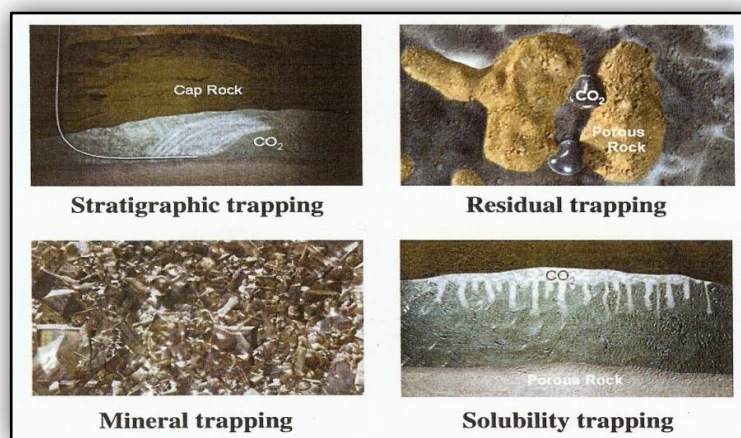 Cap Rock
CO2
Stratigraphic trapping
CO2
Porous
Rock
Residual trapping
Mineral trapping
CO2
Porous Rock
Solubility trapping